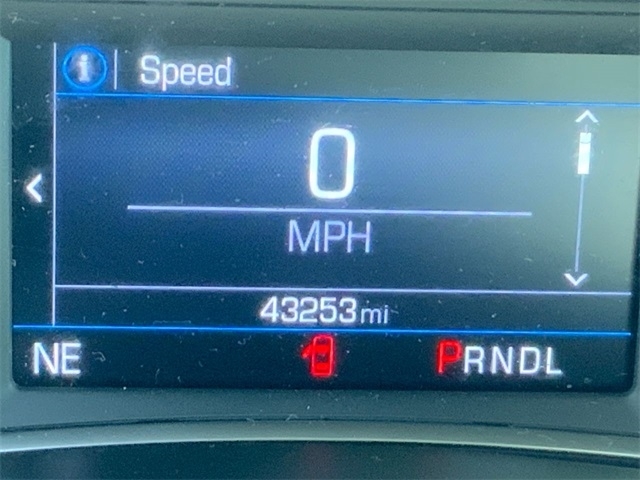 i Speed
0
MPH
43253 mi
NE PRNDL